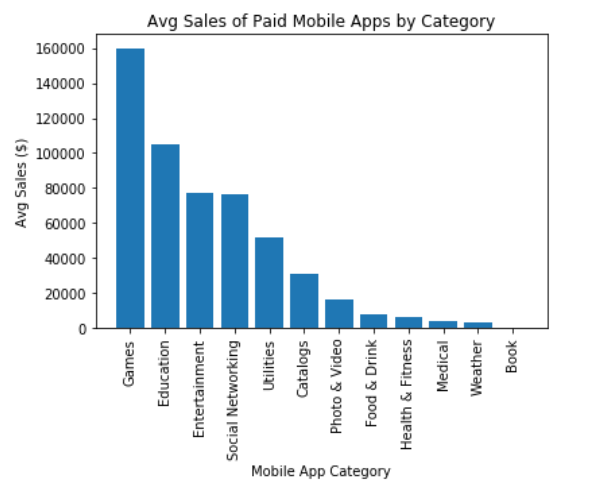 Avg Sales of Paid Mobile Apps by Category
Avg Sales ($)
160000
140000
120000
100000
80000
60000
40000
20000
0
Games
Education
Entertainment
Social Networking
Utilities
Catalogs
Photo & Video
Food & Drink
Health & Fitness
Medical
Weather
Book
Mobile App Category